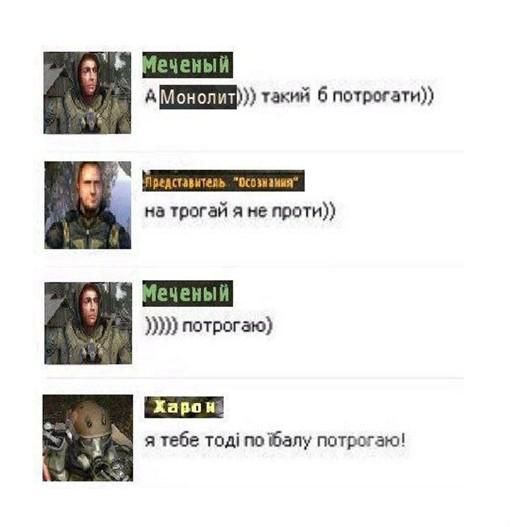 Меченый
А Монолит))) такий б потрогати))
Представитель "Осознания"
на трогай я не проти))
Меченый
))))) потрогаю)
Харон
я тебе тоді по їбалу потрогаю!